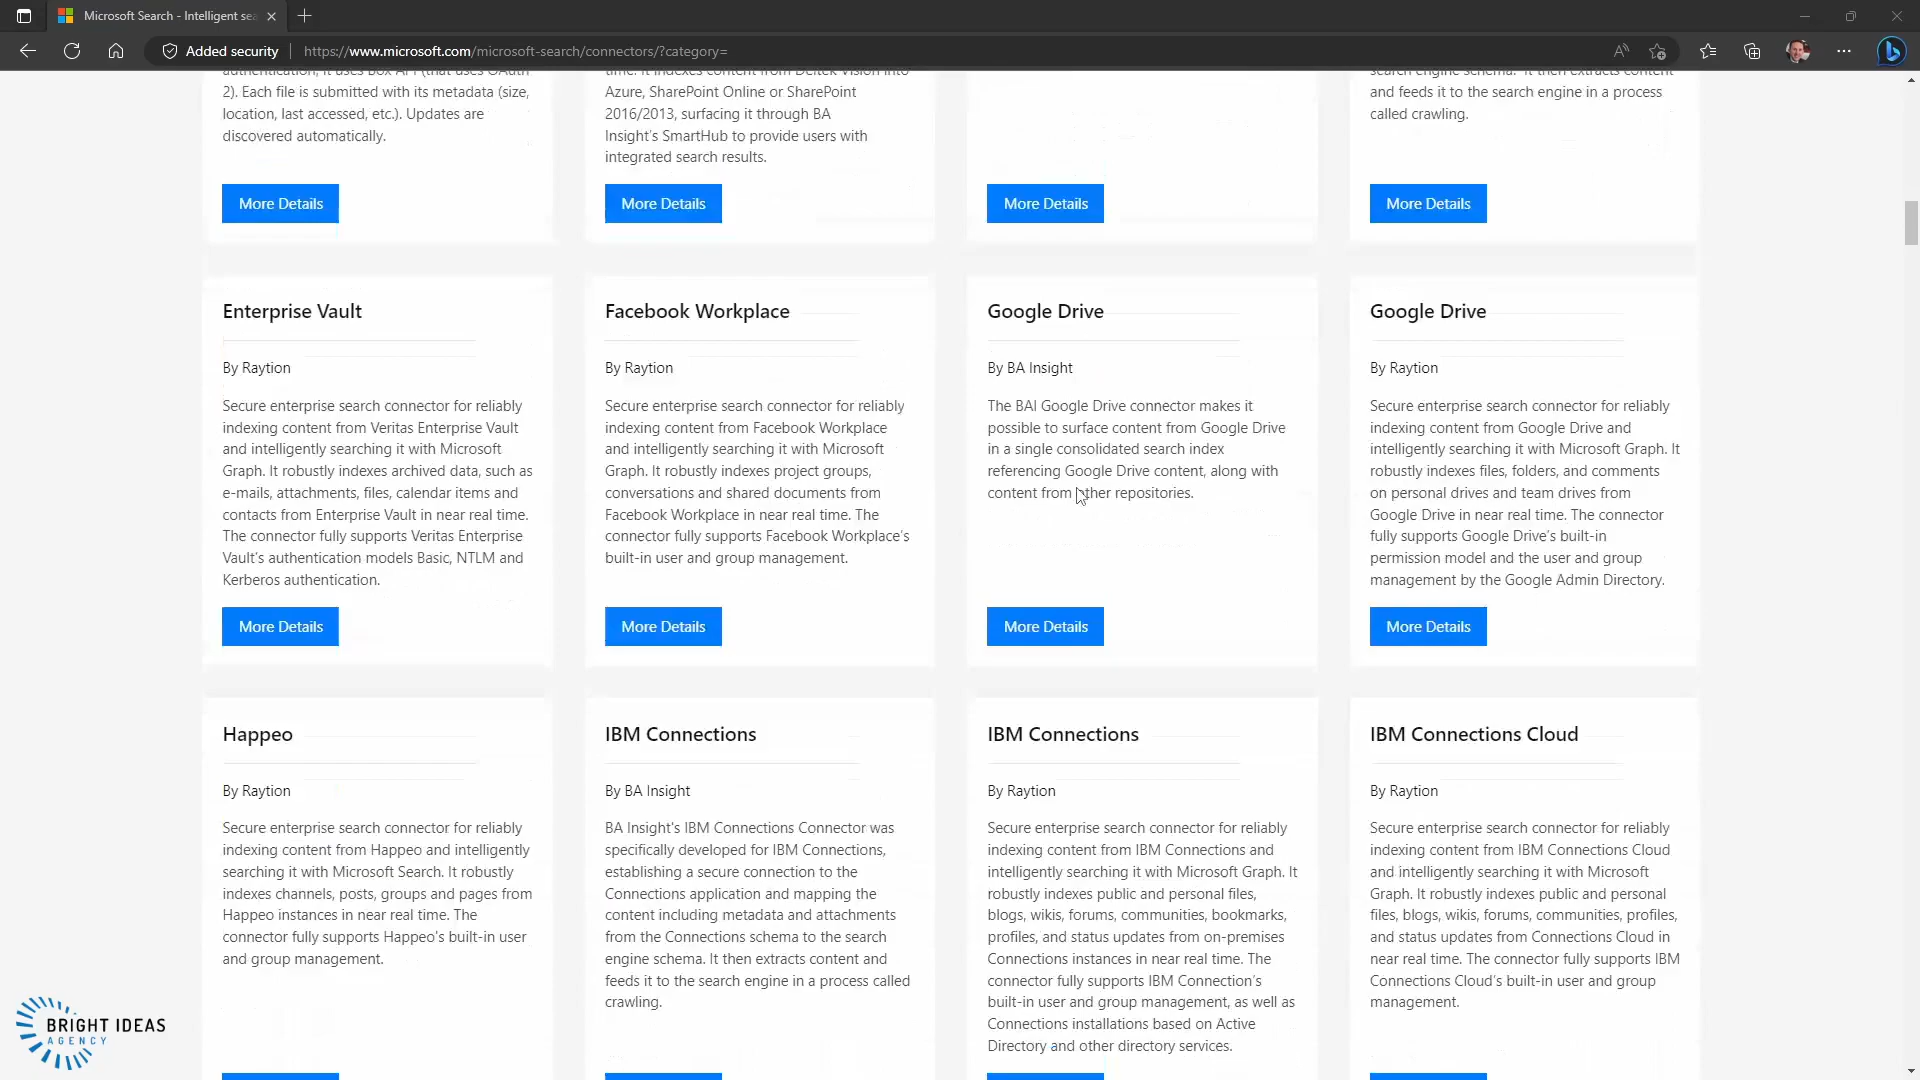 Microsoft Search - Intelligent sea
Added security
https://www.microsoft.com/microsoft-search/connectors/?category=
authentication, it uses Box API (that uses OAuth
2). Each file is submitted with its metadata (size,
location, last accessed, etc.). Updates are
discovered automatically.
More Details
time. It indexes content from Deltek Vision into
Azure, SharePoint Online or SharePoint
2016/2013, surfacing it through BA
Insight's SmartHub to provide users with
integrated search results.
More Details
More Details
search engine schema. It then extracts content
and feeds it to the search engine in a process
called crawling.
More Details
Enterprise Vault
By Raytion
Secure enterprise search connector for reliably
indexing content from Veritas Enterprise Vault
and intelligently searching it with Microsoft
Graph. It robustly indexes archived data, such as
e-mails, attachments, files, calendar items and
contacts from Enterprise Vault in near real time.
The connector fully supports Veritas Enterprise
Vault's authentication models Basic, NTLM and
Kerberos authentication.
More Details
Facebook Workplace
By Raytion
Secure enterprise search connector for reliably
indexing content from Facebook Workplace
and intelligently searching it with Microsoft
Graph. It robustly indexes project groups,
conversations and shared documents from
Facebook Workplace in near real time. The
connector fully supports Facebook Workplace's
built-in user and group management.
More Details
Google Drive
By BA Insight
The BAI Google Drive connector makes it
possible to surface content from Google Drive
in a single consolidated search index
referencing Google Drive content, along with
content from other repositories.
More Details
Google Drive
By Raytion
Secure enterprise search connector for reliably
indexing content from Google Drive and
intelligently searching it with Microsoft Graph. It
robustly indexes files, folders, and comments
on personal drives and team drives from
Google Drive in near real time. The connector
fully supports Google Drive's built-in
permission model and the user and group
management by the Google Admin Directory.
More Details
Happeo
By Raytion
Secure enterprise search connector for reliably
indexing content from Happeo and intelligently
searching it with Microsoft Search. It robustly
indexes channels, posts, groups and pages from
Happeo instances in near real time. The
connector fully supports Happeo's built-in user
and group management.
IBM Connections
By BA Insight
BA Insight's IBM Connections Connector was
specifically developed for IBM Connections,
establishing a secure connection to the
Connections application and mapping the
content including metadata and attachments
from the Connections schema to the search
engine schema. It then extracts content and
feeds it to the search engine in a process called
crawling.
IBM Connections
By Raytion
Secure enterprise search connector for reliably
indexing content from IBM Connections and
intelligently searching it with Microsoft Graph. It
robustly indexes public and personal files,
blogs, wikis, forums, communities, bookmarks,
profiles, and status updates from on-premises
Connections instances in near real time. The
connector fully supports IBM Connection's
built-in user and group management, as well as
Connections installations based on Active
Directory and other directory services.
IBM Connections Cloud
By Raytion
Secure enterprise search connector for reliably
indexing content from IBM Connections Cloud
and intelligently searching it with Microsoft
Graph. It robustly indexes public and personal
files, blogs, wikis, forums, communities, profiles,
and status updates from Connections Cloud in
near real time. The connector fully supports IBM
Connections Cloud's built-in user and group
management.
BRIGHT IDEAS
AGENCY